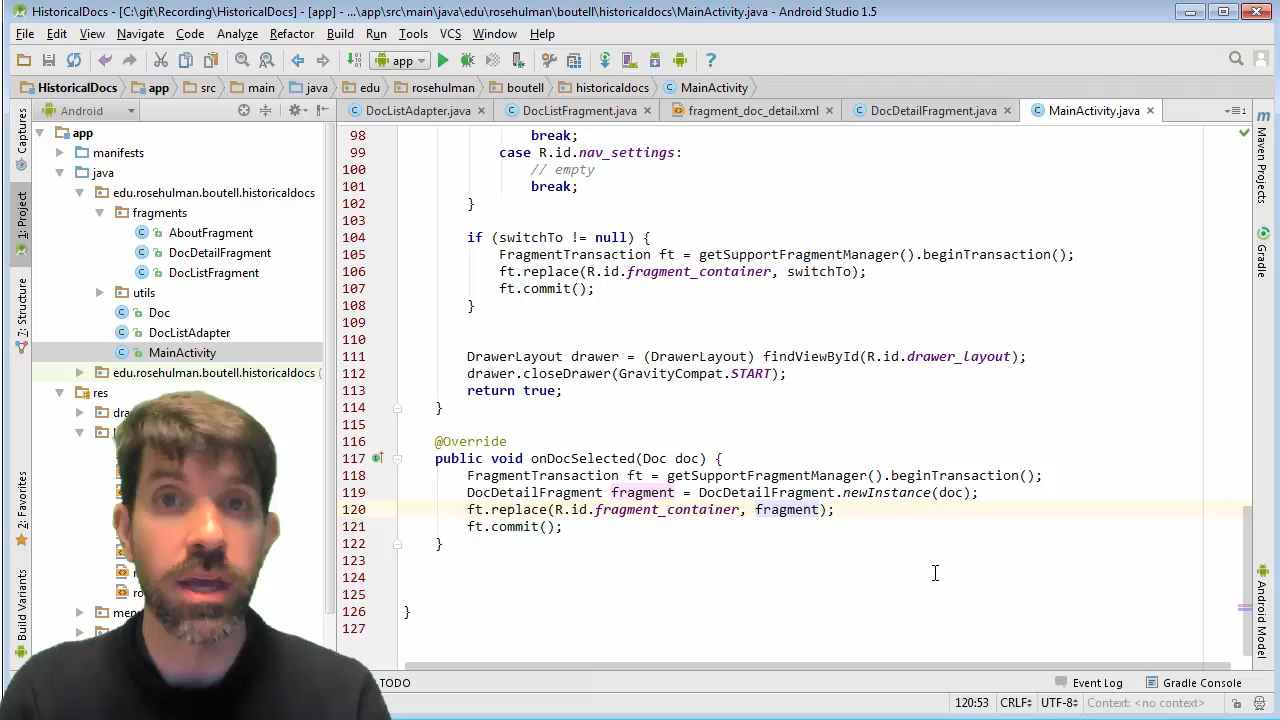 HistoricalDocs - [C:\git\Recording\HistoricalDocs] - [app] - ...\app\src\main\java\edu\rosehulman\boutell\historicaldocs\MainActivity.java - Android Studio 1.5
File Edit View Navigate Code Analyze Refactor Build Run Tools VCS Window Help
app
HistoricalDocs app src main java edu rosehulman boutell historicaldocs MainActivity
Android
DocListAdapter.java DocListFragment.java fragment_doc_detail.xml DocDetailFragment.java MainActivity.java
Captures
1: Project
7: Structure
2: Favorites
Build Variants
app
manifests
java
edu.rosehulman.boutell.historicaldocs
fragments
AboutFragment
DocDetailFragment
DocListFragment
utils
Doc
DocListAdapter
MainActivity
edu.rosehulman.boutell.historicaldocs (
res
98 break;
99 case R.id.nav_settings:
100 // empty
101 break;
102 }
103
104 if (switchTo != null) {
105 FragmentTransaction ft = getSupportFragmentManager().beginTransaction();
106 ft.replace(R.id.fragment_container, switchTo);
107 ft.commit();
108 }
109
110
111 DrawerLayout drawer = (DrawerLayout) findViewById(R.id.drawer_layout);
112 drawer.closeDrawer(GravityCompat.START);
113 return true;
114 }
115
116 @Override
117 public void onDocSelected(Doc doc) {
118 FragmentTransaction ft = getSupportFragmentManager().beginTransaction();
119 DocDetailFragment fragment = DocDetailFragment.newInstance(doc);
120 ft.replace(R.id.fragment_container, fragment);
121 ft.commit();
122 }
123
124
125
126 }
127
Maven Projects
Gradle
Android Model
TODO
Event Log Gradle Console
120:53 CRLF UTF-8 Context: <no context>